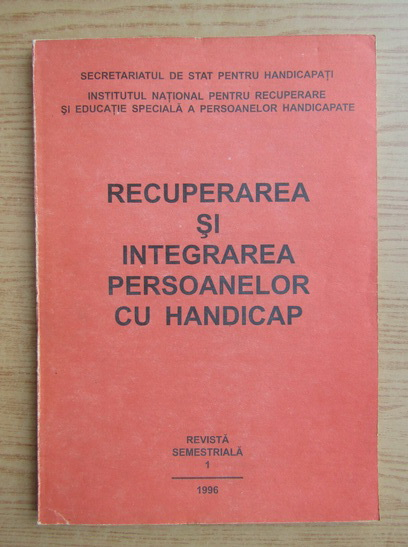 SECRETARIATUL DE STAT PENTRU HANDICAPAȚI
INSTITUTUL NAȚIONAL PENTRU RECUPERARE
ȘI EDUCAȚIE SPECIALĂ A PERSOANELOR HANDICAPATE
RECUPERAREA
ȘI
INTEGRAREA
PERSOANELOR
CU HANDICAP
REVISTĂ
SEMESTRIALĂ
1
1996